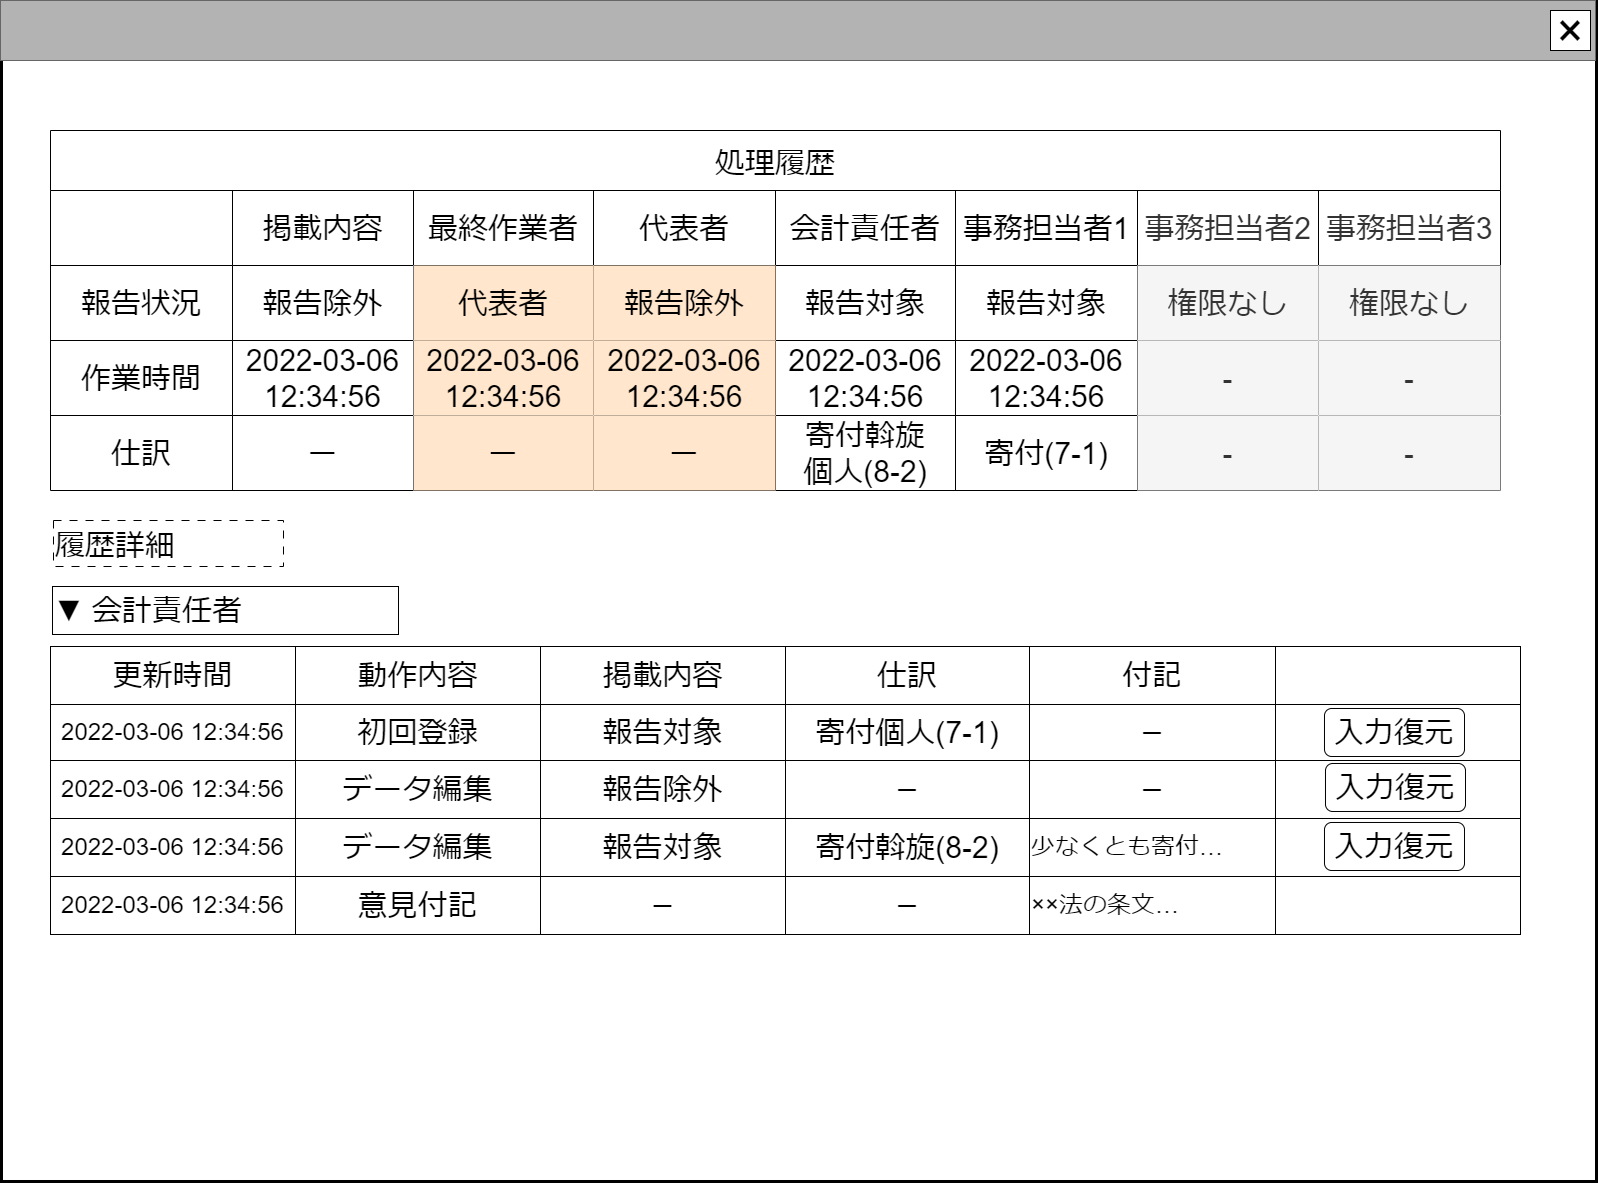 処理履歴
掲載内容 最終作業者 代表者 会計責任者 事務担当者1 事務担当者2 事務担当者3
報告状況 報告除外 代表者 報告除外 報告対象 報告対象 権限なし 権限なし
作業時間 2022-03-06 12:34:56 2022-03-06 12:34:56 2022-03-06 12:34:56 2022-03-06 12:34:56 2022-03-06 12:34:56 - -
仕訳 ー ー ー 寄付斡旋個人(8-2) 寄付(7-1) - -
履歴詳細
▼ 会計責任者
更新時間 動作内容 掲載内容 仕訳 付記
2022-03-06 12:34:56 初回登録 報告対象 寄付個人(7-1) ー 入力復元
2022-03-06 12:34:56 データ編集 報告除外 ー ー 入力復元
2022-03-06 12:34:56 データ編集 報告対象 寄付斡旋(8-2) 少なくとも寄付… 入力復元
2022-03-06 12:34:56 意見付記 ー ー ××法の条文…